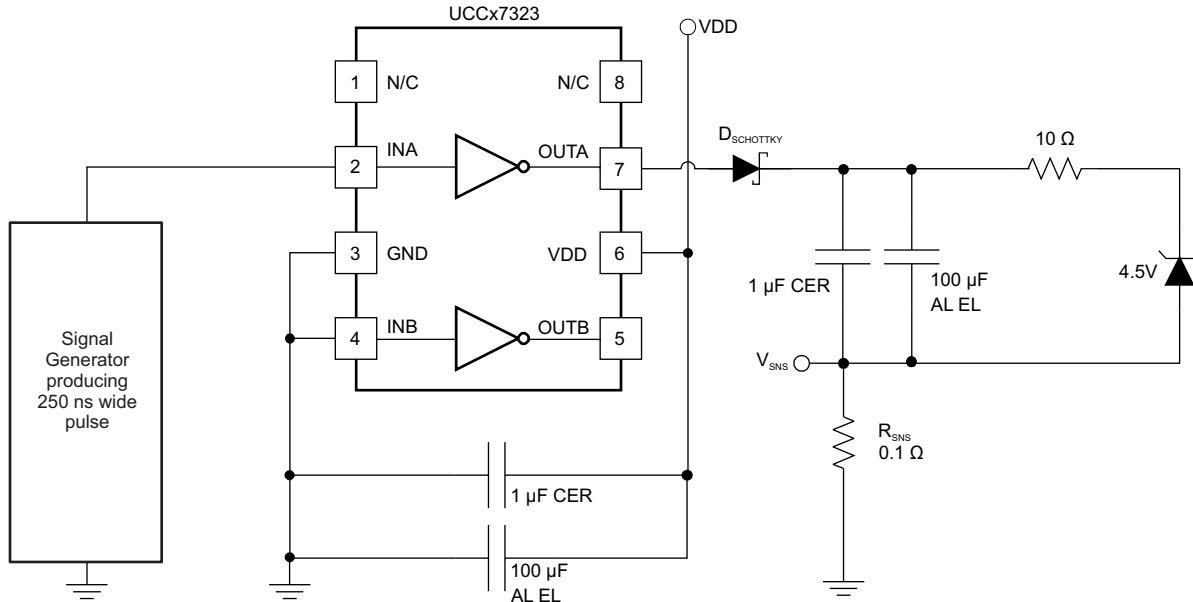 UCCx7323
VDD
1 N/C N/C 8
DSCHOTTKY
10 Ω
2 INA OUTA 7
3 GND VDD 6
4.5V
1 µF CER
100 µF
AL EL
4 INB OUTB 5
VSNS
Signal
Generator
producing
250 ns wide
pulse
RSNS
0.1 Ω
1 µF CER
100 µF
AL EL